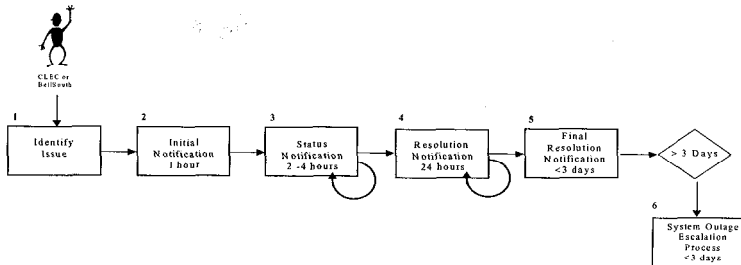 CLEC or
BellSouth
1
Identify
Issue
2
Initial
Notification
1 hour
3
Status
Notification
2 -4 hours
4
Resolution
Notification
24 hours
5
Final
Resolution
Notification
<3 days
> 3 Days
6
System Outage
Escalation
Process
<3 days